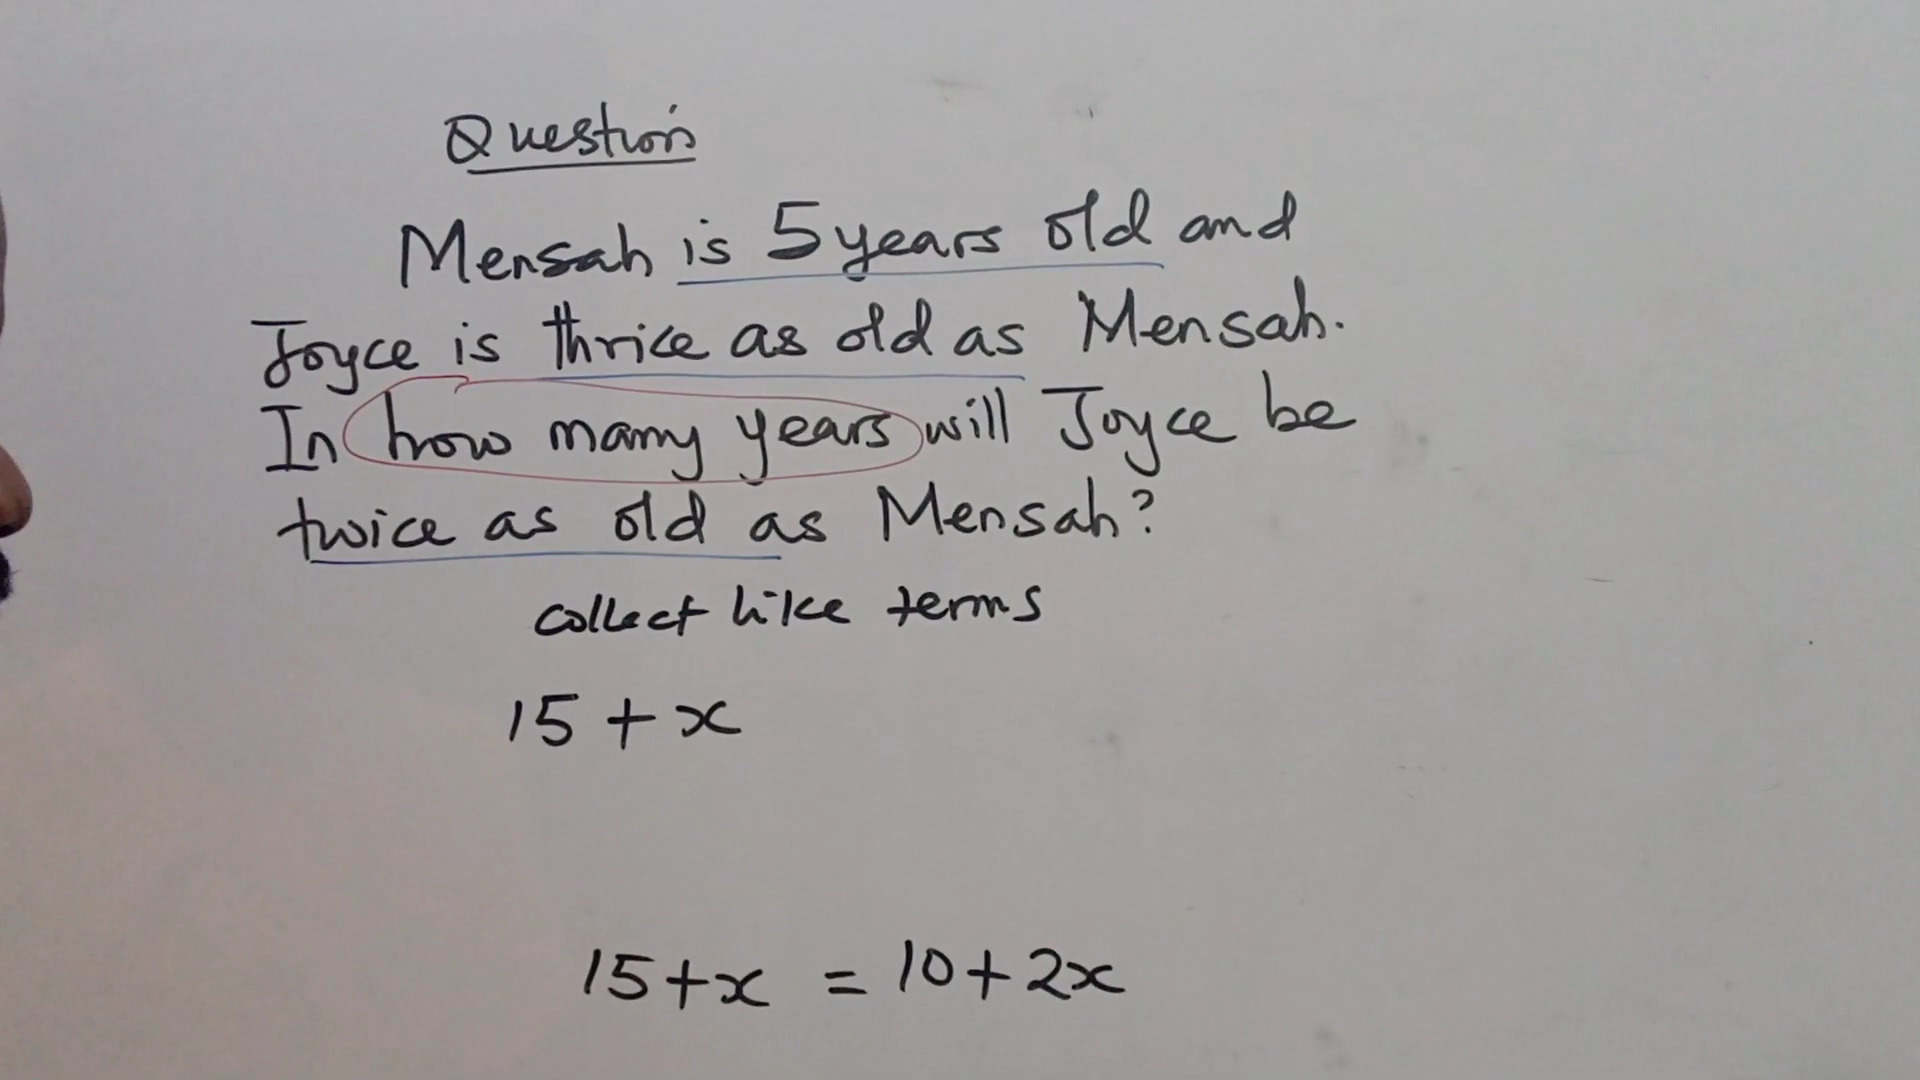 Question
Mensah is 5 years old and
Joyce is thrice as old as Mensah.
In how many years will Joyce be
twice as old as Mensah?
collect like terms
15 + x
15 + x = 10 + 2x